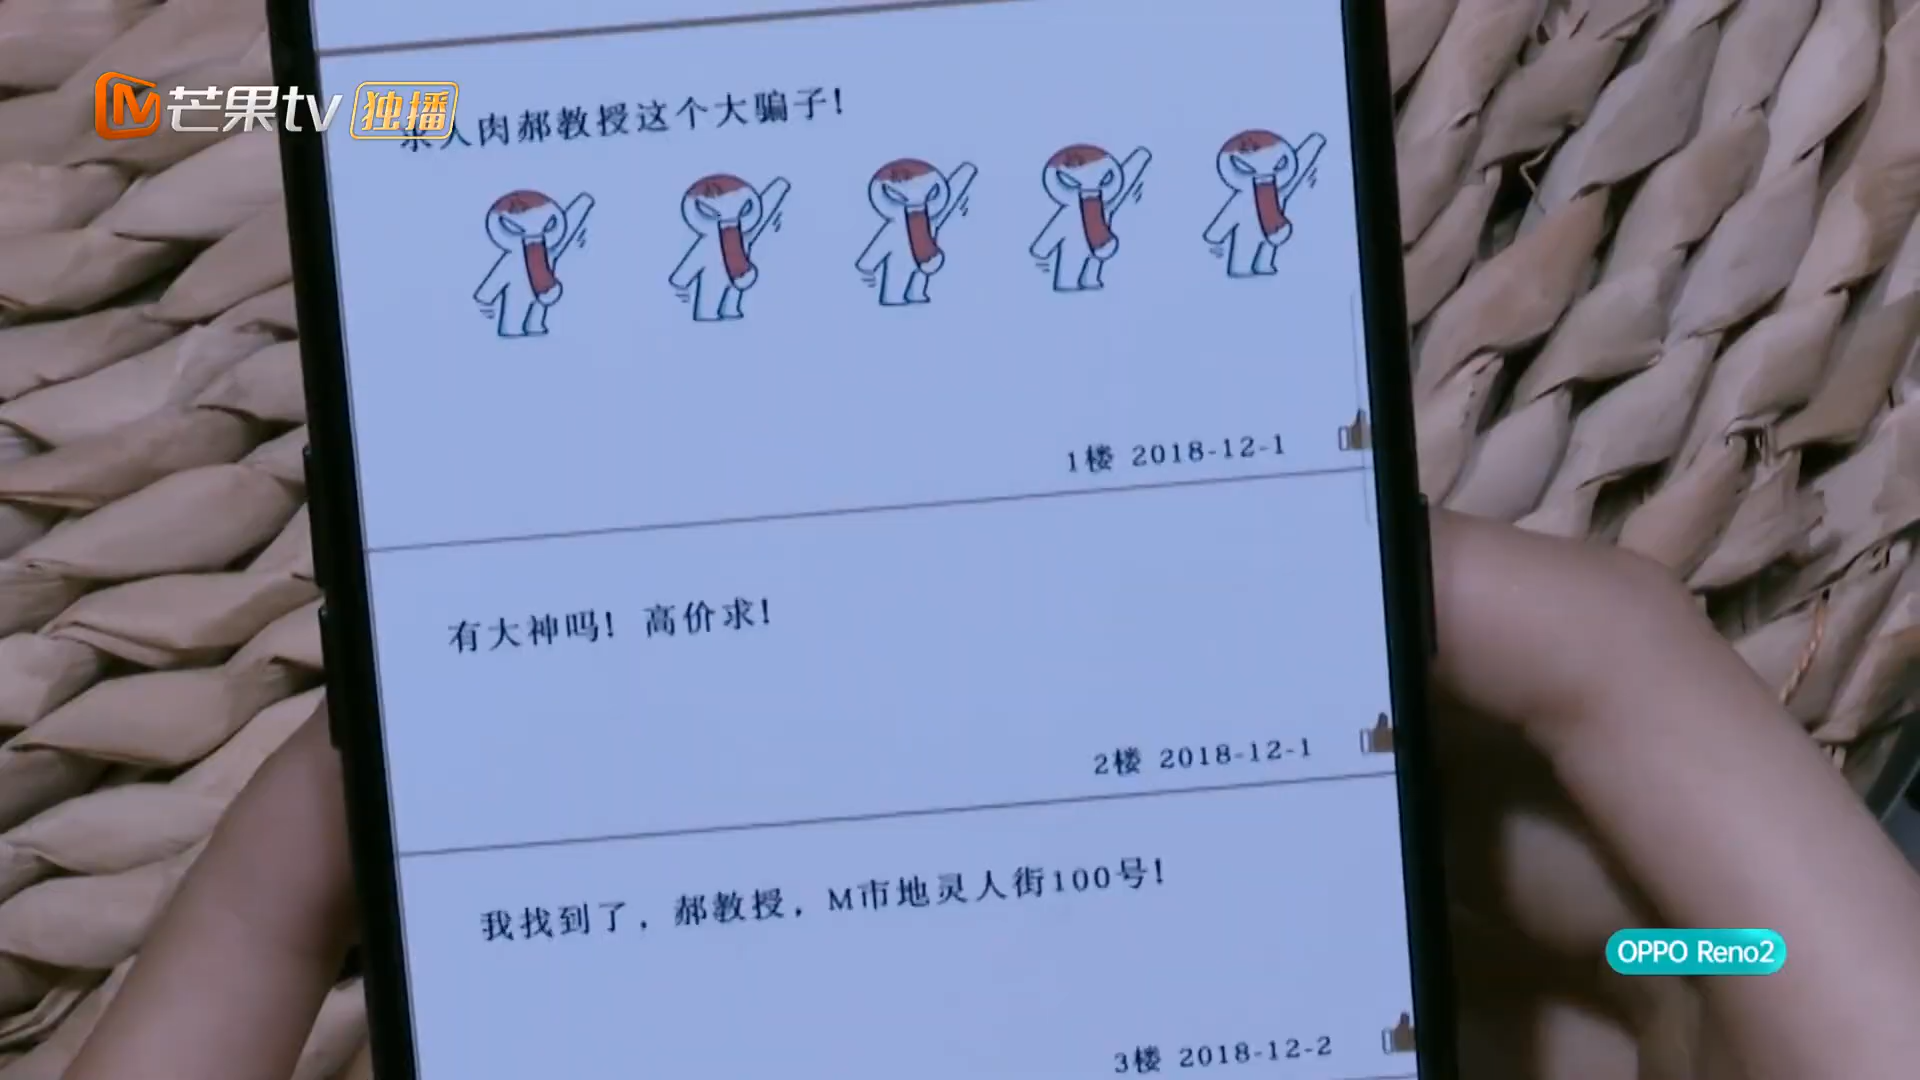 芒果tv 独播
求人肉郝教授这个大骗子!
1楼 2018-12-1
有大神吗! 高价求!
2楼 2018-12-1
我找到了, 郝教授, M市地灵人街100号!
OPPO Reno2
3楼 2018-12-2